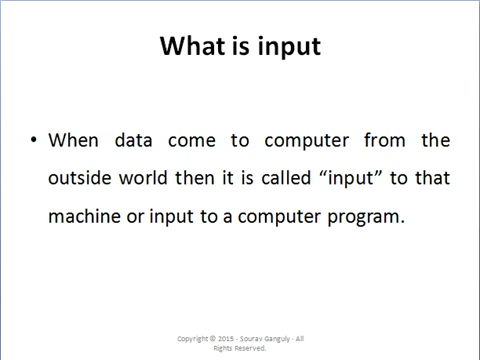 What is input
• When data come to computer from the
outside world then it is called “input” to that
machine or input to a computer program.
Copyright © 2015 - Sourav Ganguly - All
Rights Reserved.